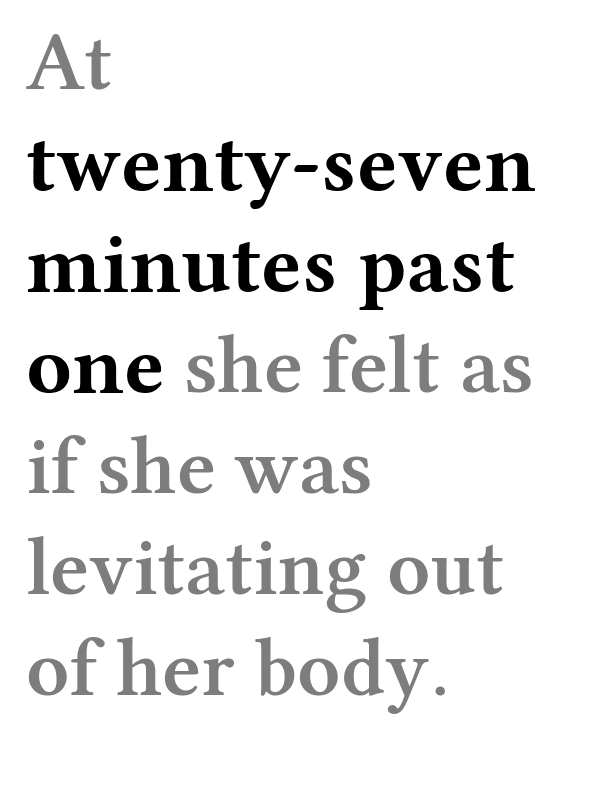 At
twenty-seven
minutes past
one she felt as
if she was
levitating out
of her body.